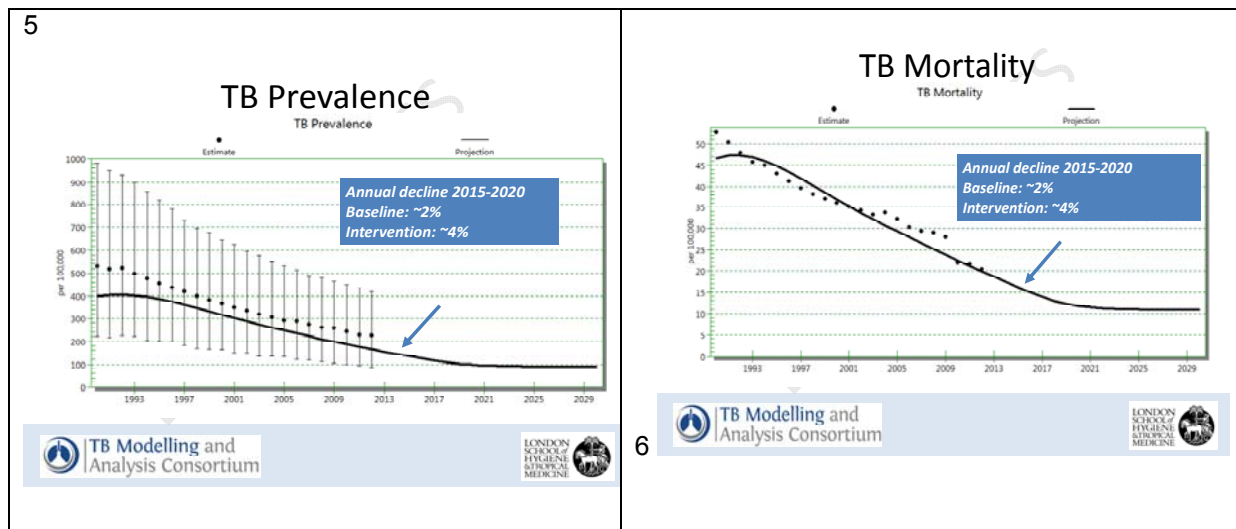 5
TB Prevalence
TB Prevalence
Estimate
Projection
1000
900
800
700
600
500
400
300
200
100
0
per 100,000
Annual decline 2015-2020
Baseline: ~2%
Intervention: ~4%
1993 1997 2001 2005 2009 2013 2017 2021 2025 2029
TB Modelling and
Analysis Consortium
LONDON
SCHOOL of
HYGIENE
&TROPICAL
MEDICINE
6
TB Mortality
TB Mortality
Estimate
Projection
50
45
40
35
30
25
20
15
10
5
0
per 100,000
Annual decline 2015-2020
Baseline: ~2%
Intervention: ~4%
1993 1997 2001 2005 2009 2013 2017 2021 2025 2029
TB Modelling and
Analysis Consortium
LONDON
SCHOOL of
HYGIENE
&TROPICAL
MEDICINE